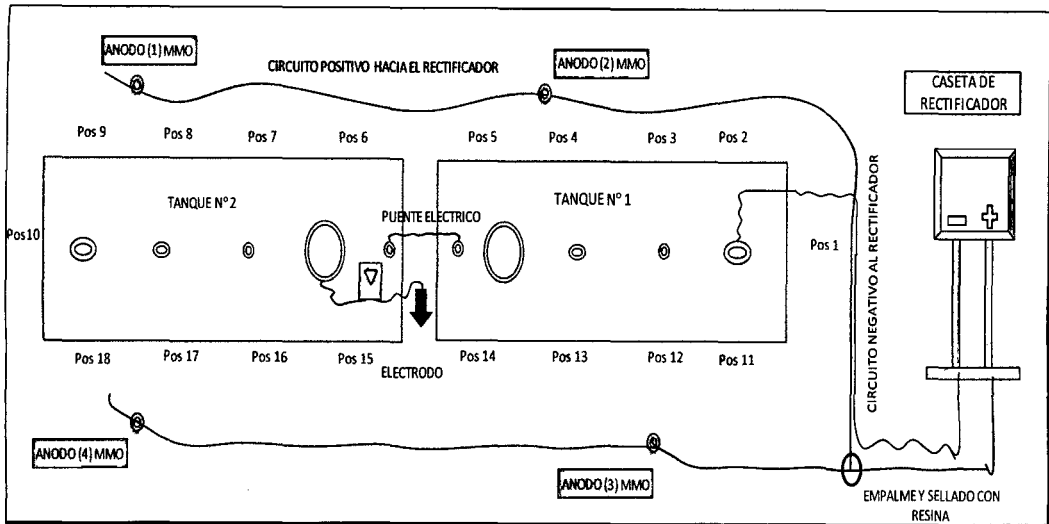 ANODO (1) MMO
CIRCUITO POSITIVO HACIA EL RECTIFICADOR
ANODO (2) MMO
CASETA DE
RECTIFICADOR
Pos 9
Pos 8
Pos 7
Pos 6
Pos 5
Pos 4
Pos 3
Pos 2
TANQUE Nº 2
PUENTE ELECTRICO
TANQUE Nº 1
Pos10
Pos 1
CIRCUITO NEGATIVO AL RECTIFICADOR
Pos 18
Pos 17
Pos 16
Pos 15
ELECTRODO
Pos 14
Pos 13
Pos 12
Pos 11
ANODO (4) MMO
ANODO (3) MMO
EMPALME Y SELLADO CON
RESINA